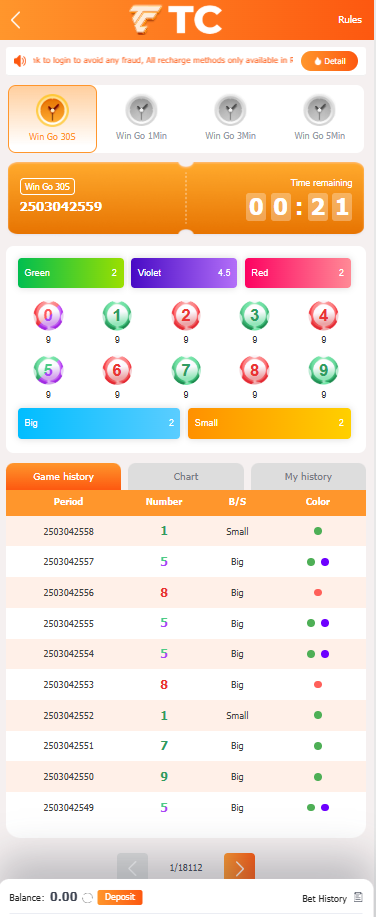 TC
Rules
nk to login to avoid any fraud, All recharge methods only available in R
Detail
Win Go 30S
Win Go 1Min
Win Go 3Min
Win Go 5Min
Win Go 30S
Time remaining
2503042559
00:21
Green 2
Violet 4.5
Red 2
0 1 2 3 4
9 9 9 9 9
5 6 7 8 9
9 9 9 9 9
Big 2
Small 2
Game history
Chart
My history
Period Number B/S Color
2503042558 1 Small
2503042557 5 Big
2503042556 8 Big
2503042555 5 Big
2503042554 5 Big
2503042553 8 Big
2503042552 1 Small
2503042551 7 Big
2503042550 9 Big
2503042549 5 Big
1/18112
Balance: 0.00 Deposit
Bet History